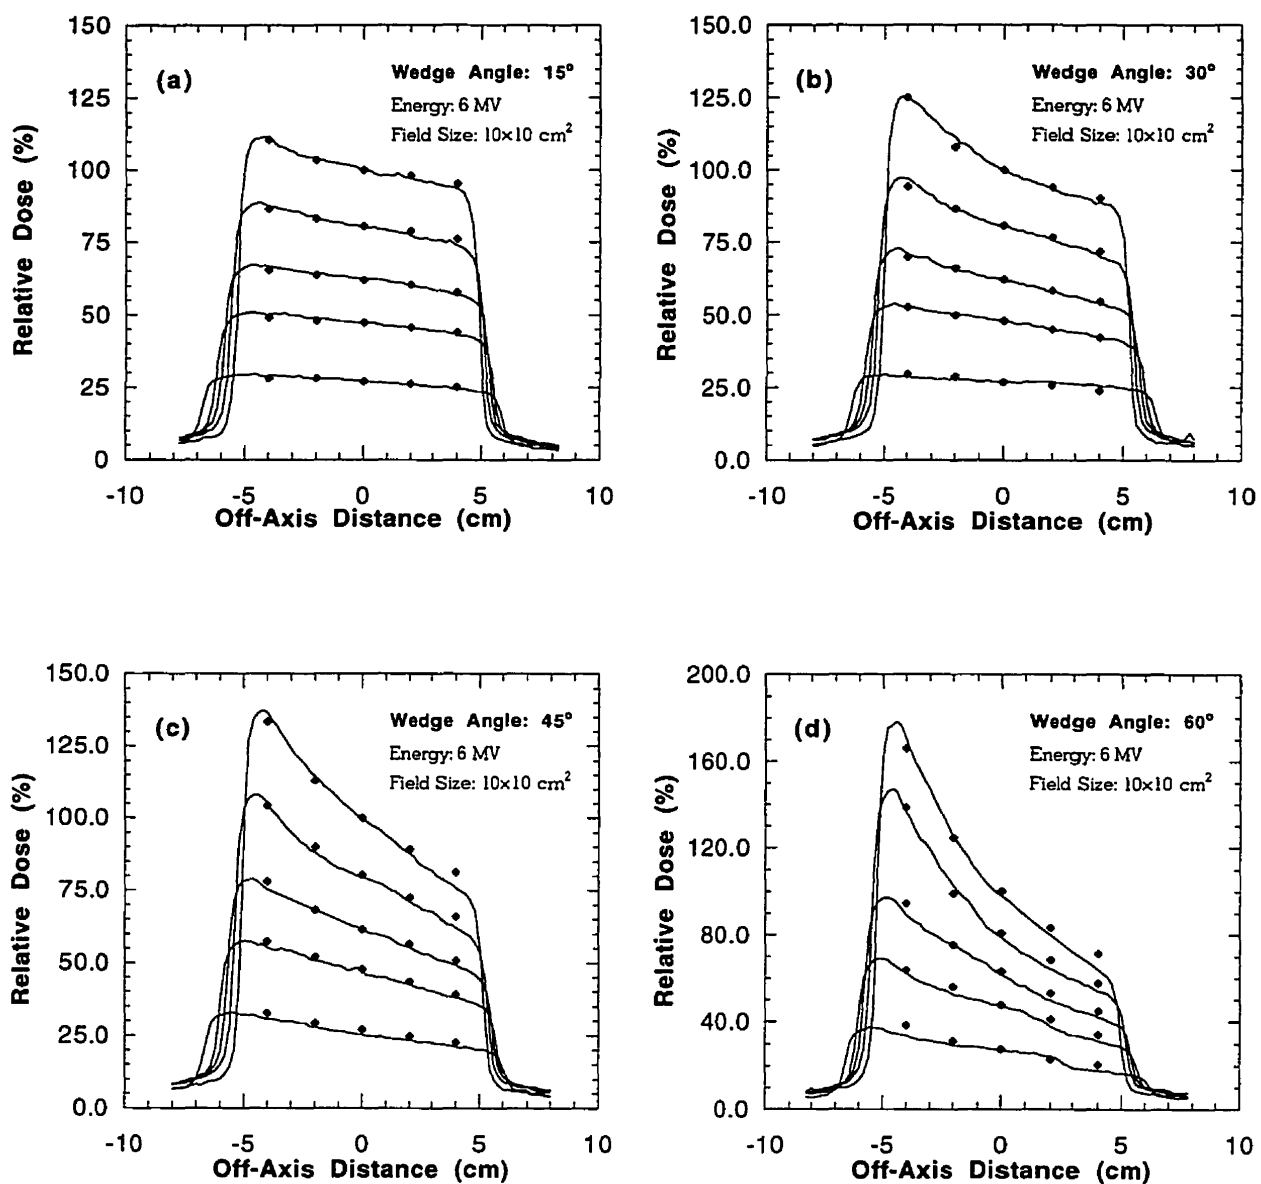 (a)
Wedge Angle: 15°
Energy: 6 MV
Field Size: 10×10 cm²
150
125
100
75
50
25
0
Relative Dose (%)
-10 -5 0 5 10
Off-Axis Distance (cm)
(b)
Wedge Angle: 30°
Energy: 6 MV
Field Size: 10×10 cm²
150.0
125.0
100.0
75.0
50.0
25.0
0.0
Relative Dose (%)
-10 -5 0 5 10
Off-Axis Distance (cm)
(c)
Wedge Angle: 45°
Energy: 6 MV
Field Size: 10×10 cm²
150.0
125.0
100.0
75.0
50.0
25.0
0.0
Relative Dose (%)
-10 -5 0 5 10
Off-Axis Distance (cm)
(d)
Wedge Angle: 60°
Energy: 6 MV
Field Size: 10×10 cm²
200.0
160.0
120.0
80.0
40.0
0.0
Relative Dose (%)
-10 -5 0 5 10
Off-Axis Distance (cm)